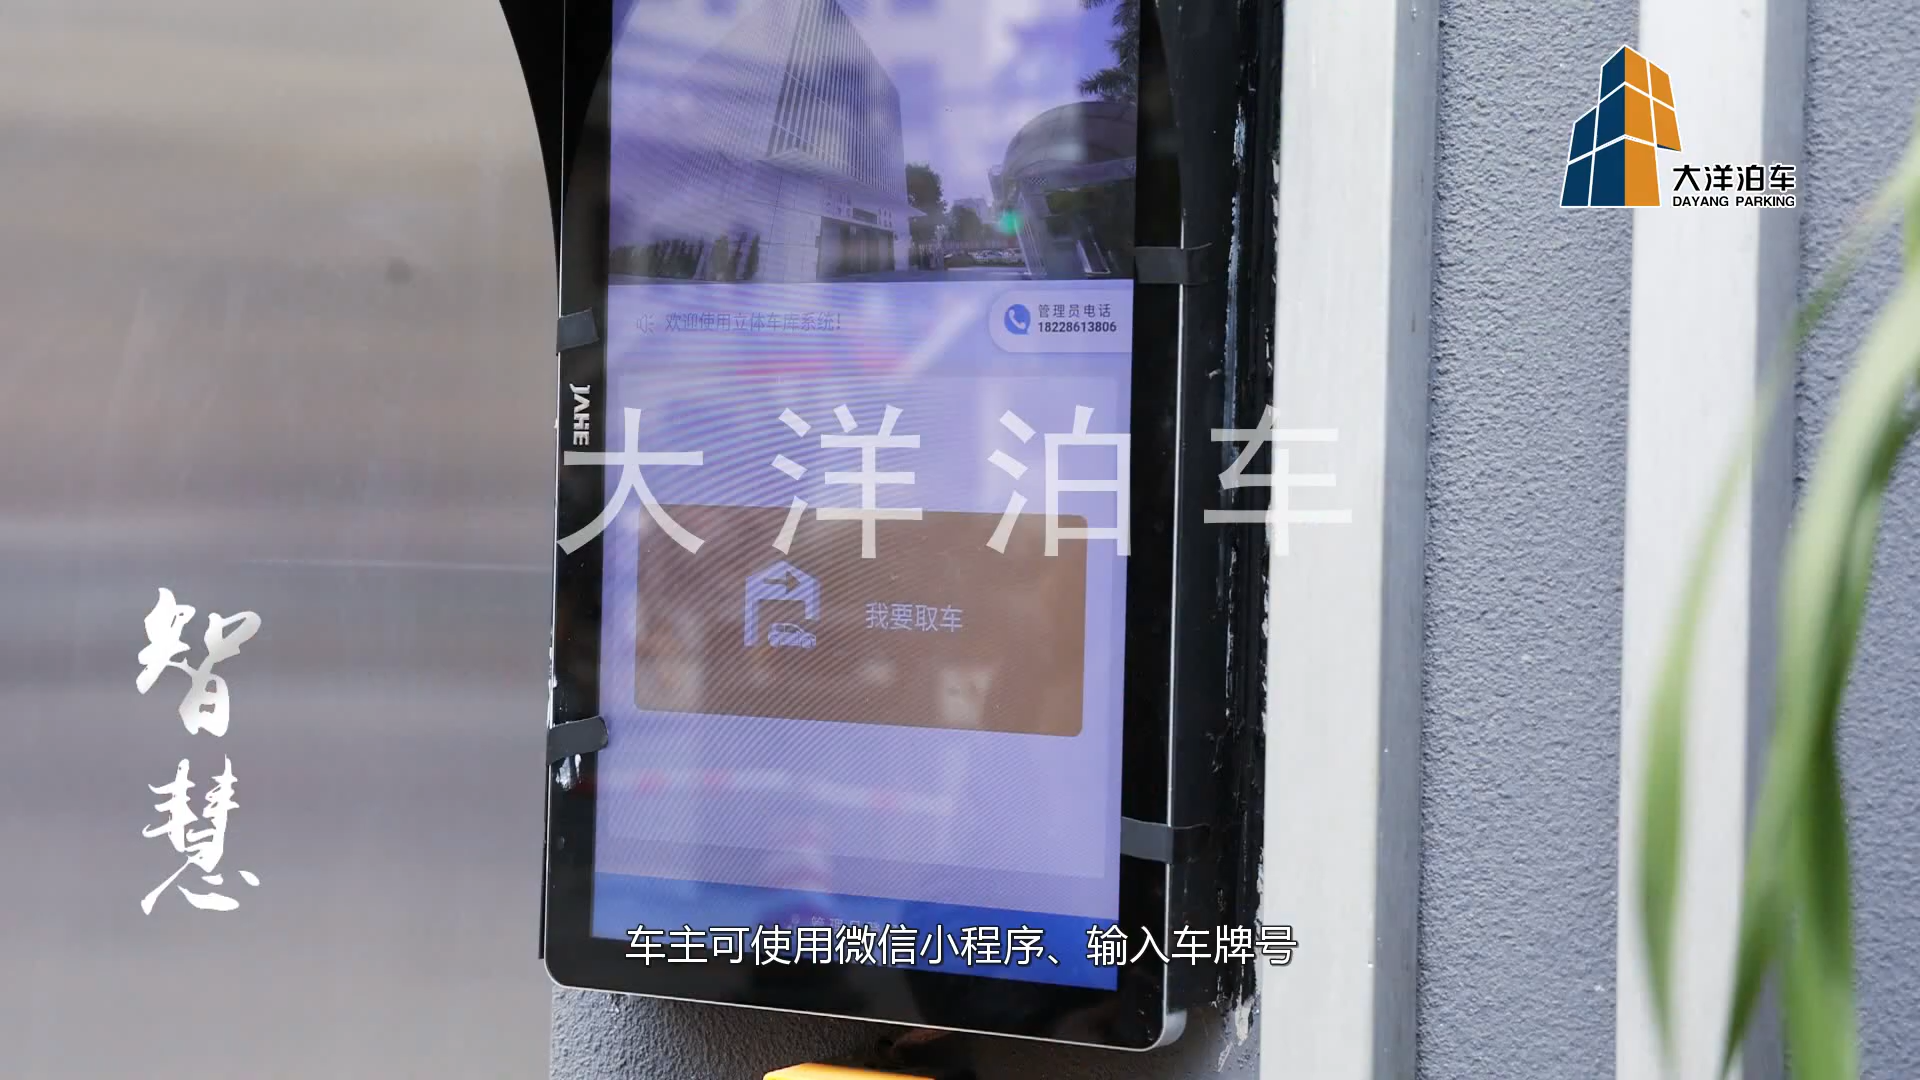 大洋泊车
DAYANG PARKING
欢迎使用立体车库系统!
管理员电话
18228613806
JAHE
大洋泊车
我要取车
智慧
车主可使用微信小程序、输入车牌号